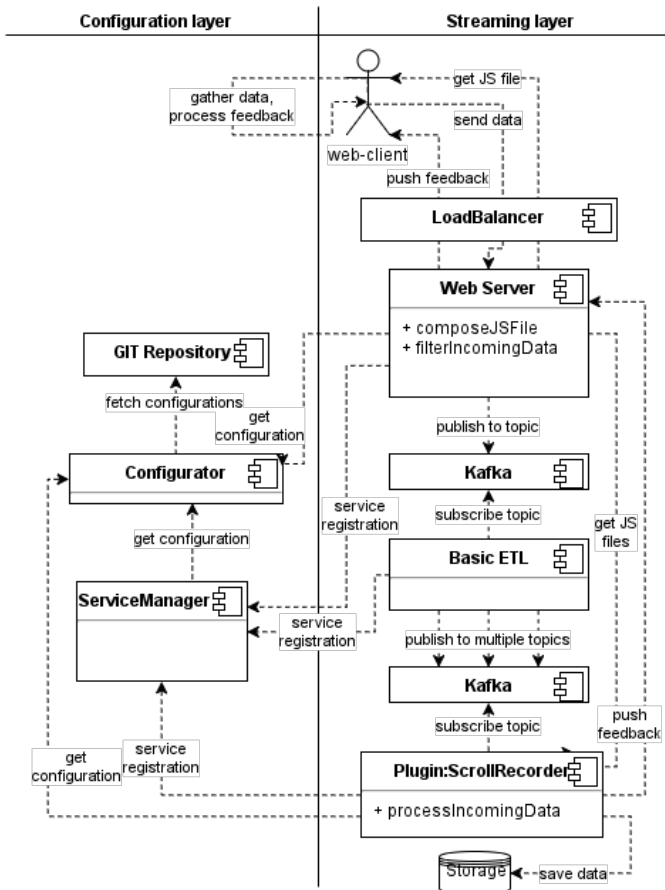 Configuration layer
Streaming layer
gather data,
process feedback
get JS file
send data
web-client
push feedback
LoadBalancer
Web Server
+ composeJSFile
+ filterIncomingData
GIT Repository
fetch configurations
get
configuration
publish to topic
Configurator
Kafka
service
registration
subscribe topic
get JS
files
get configuration
Basic ETL
ServiceManager
service
registration
publish to multiple topics
Kafka
subscribe topic
push
feedback
get
configuration
service
registration
Plugin:ScrollRecorder
+ processIncomingData
Storage
save data